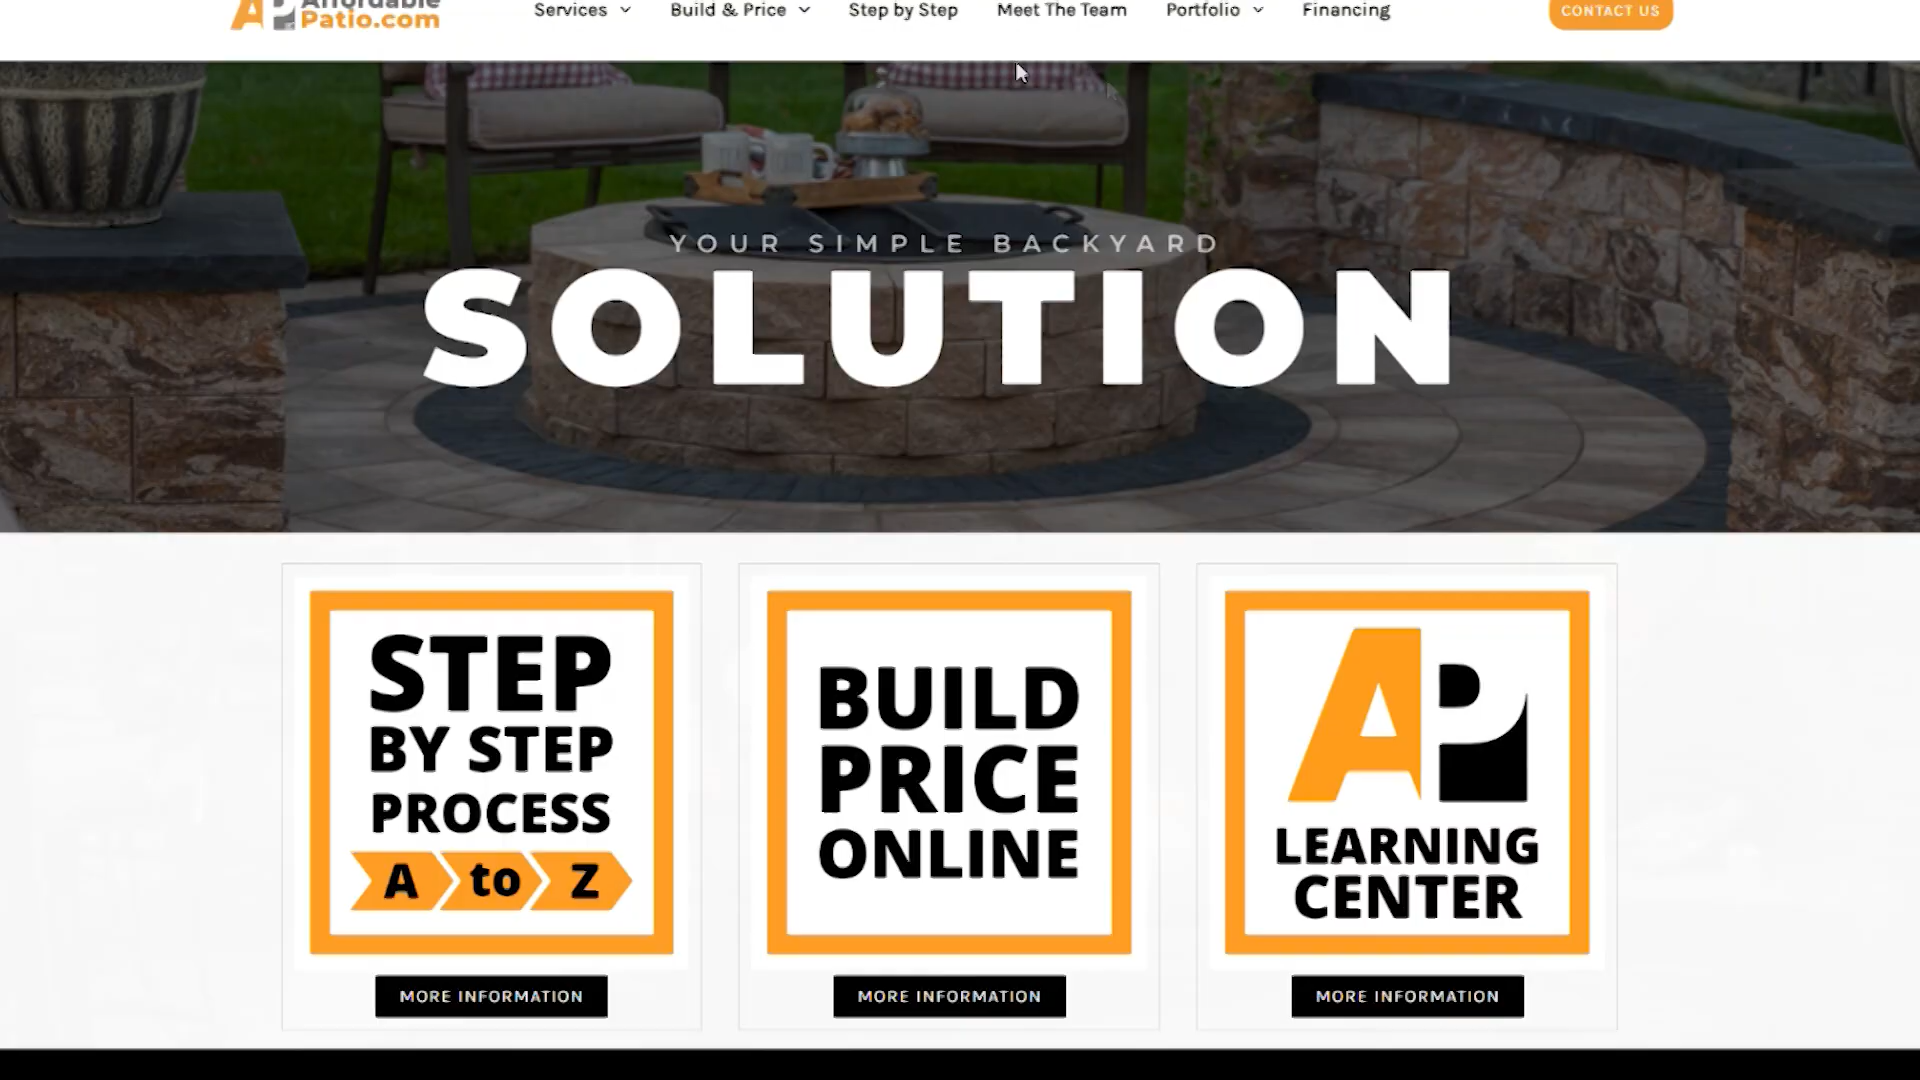 Affordable
Patio.com
Services
Build & Price
Step by Step
Meet The Team
Portfolio
Financing
CONTACT US
YOUR SIMPLE BACKYARD
SOLUTION
STEP
BY STEP
PROCESS
A to Z
MORE INFORMATION
BUILD
PRICE
ONLINE
MORE INFORMATION
AP
LEARNING
CENTER
MORE INFORMATION